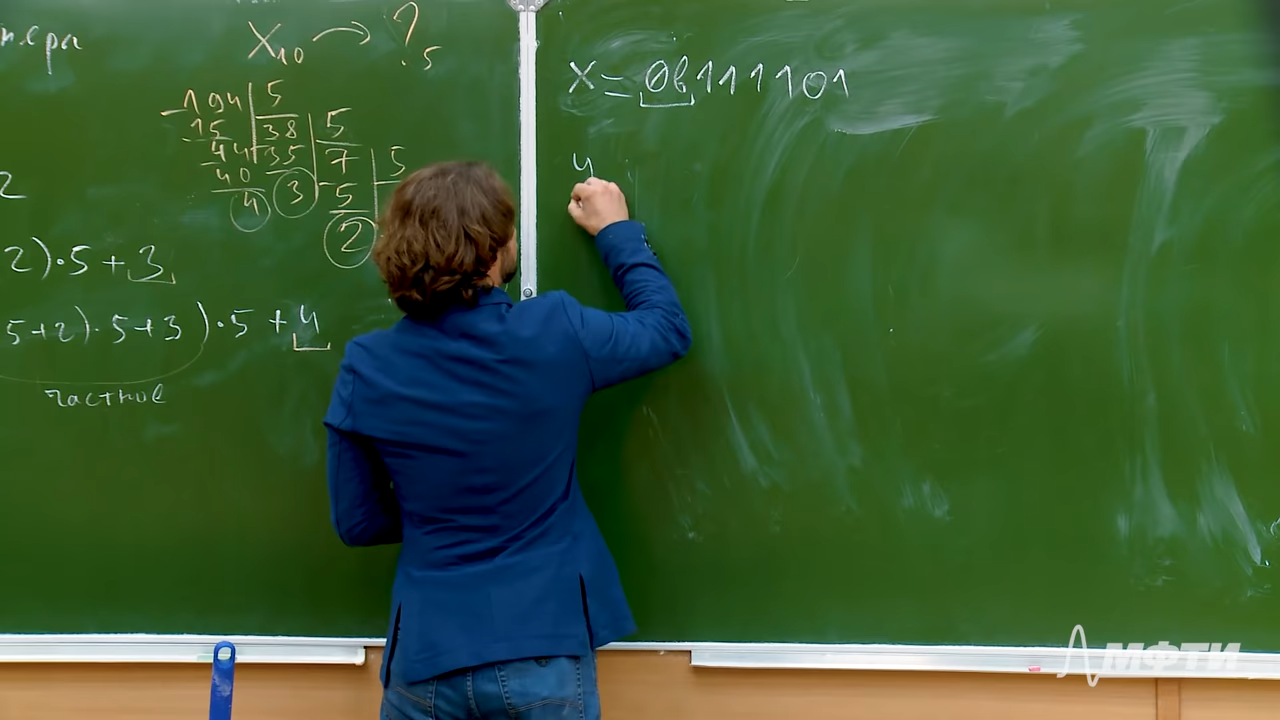 X₁₀ → ?₅
194 | 5
15 | 38 | 5
44 | 35 | 7 | 5
40 | 3 | 5
4 | 2
2
2)·5+3
5+2)·5+3)·5+4
частное
X=0b1111101
y
МФТИ